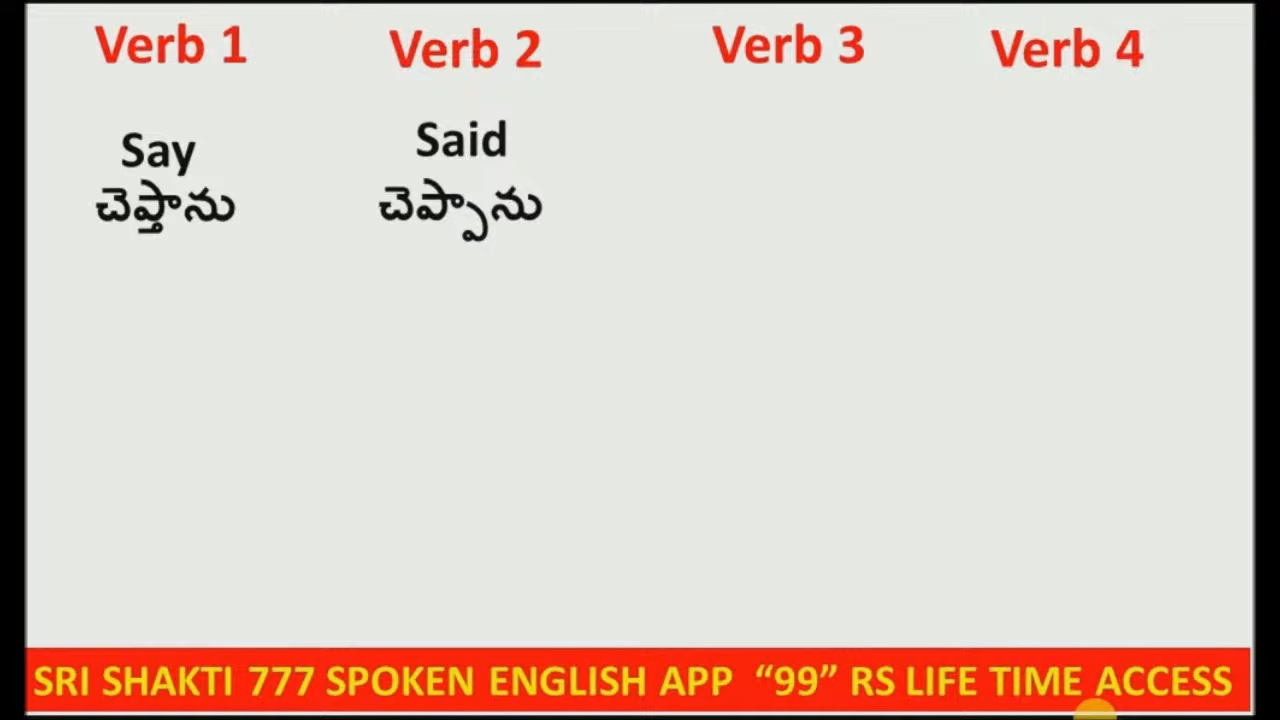 Verb 1 Verb 2 Verb 3 Verb 4
Say Said
చెప్తాను చెప్పాను
SRI SHAKTI 777 SPOKEN ENGLISH APP “99” RS LIFE TIME ACCESS